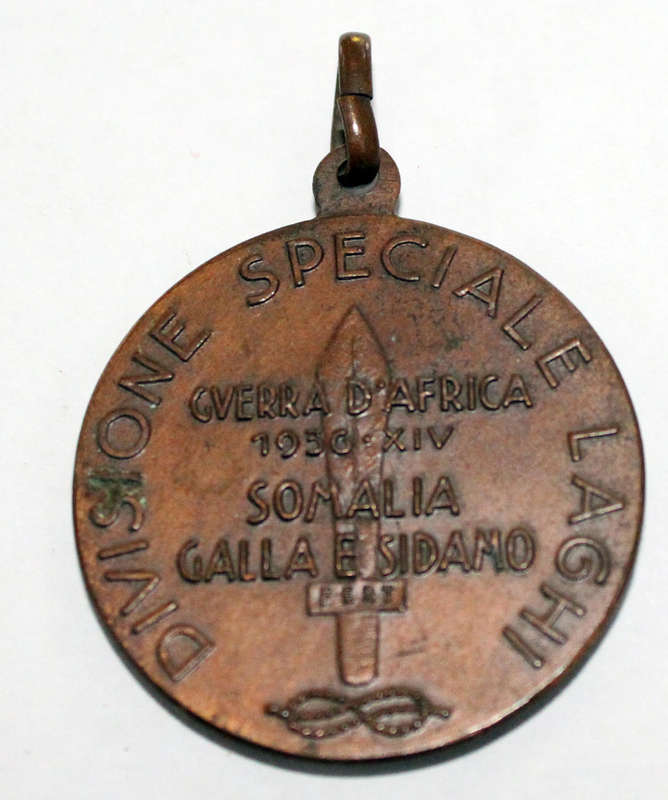 DIVISIONE SPECIALE LAGHI
GVERRA D'AFRICA
1936·XIV
SOMALIA
GALLA E SIDAMO
FERT